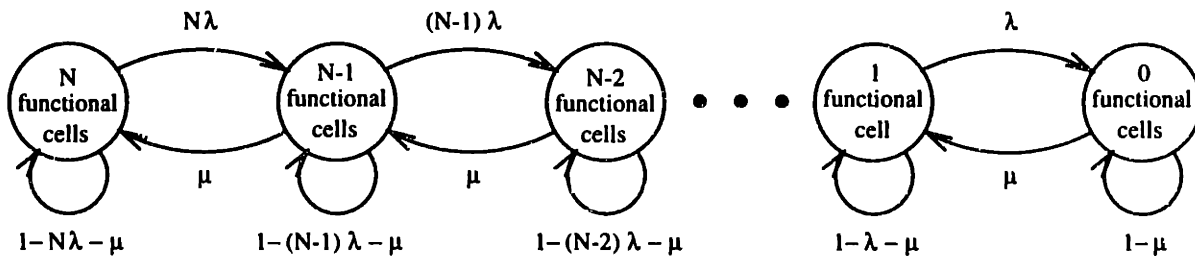 Nλ
(N-1) λ
λ
N
functional
cells
N-1
functional
cells
N-2
functional
cells
1
functional
cell
0
functional
cells
μ
μ
μ
1–Nλ–μ
1–(N-1) λ–μ
1–(N-2) λ–μ
1–λ–μ
1–μ